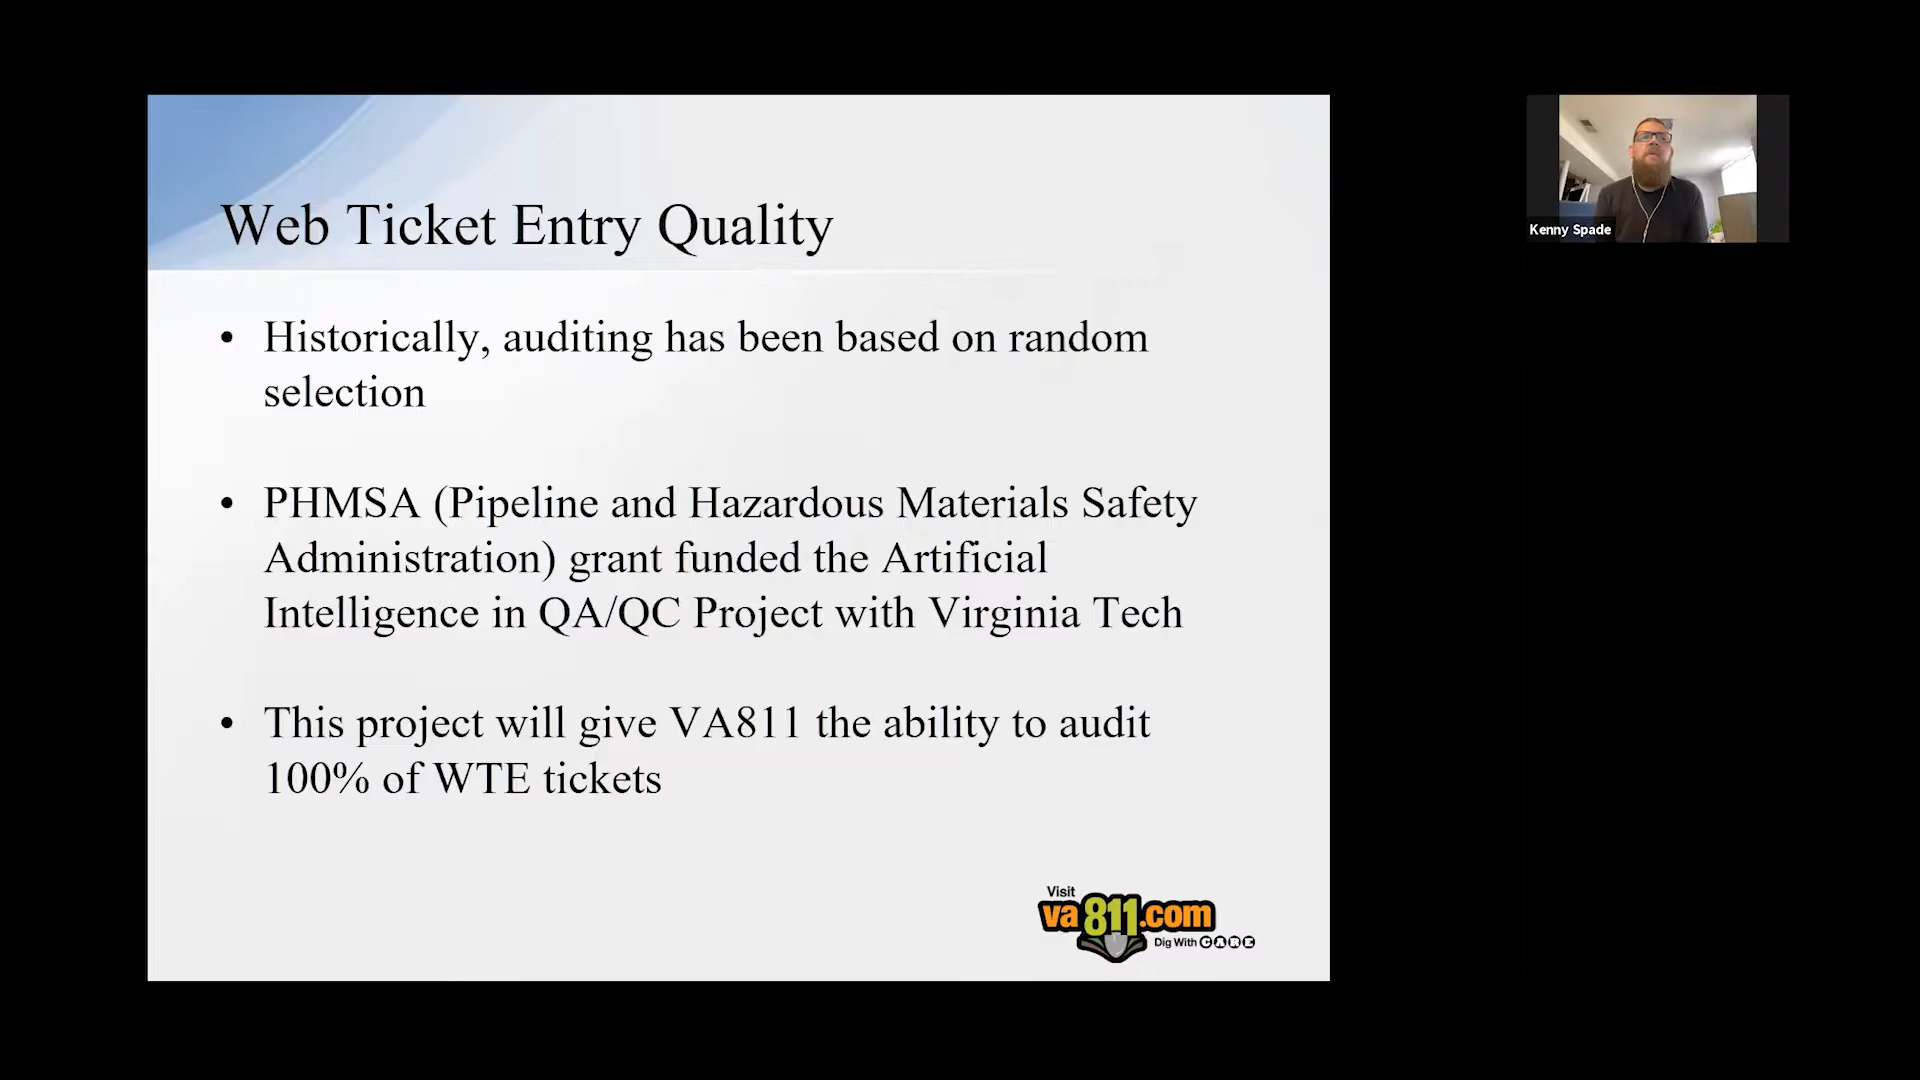 Web Ticket Entry Quality
• Historically, auditing has been based on random
selection
• PHMSA (Pipeline and Hazardous Materials Safety
Administration) grant funded the Artificial
Intelligence in QA/QC Project with Virginia Tech
• This project will give VA811 the ability to audit
100% of WTE tickets
Visit
va811.com
Dig With CARE
Kenny Spade